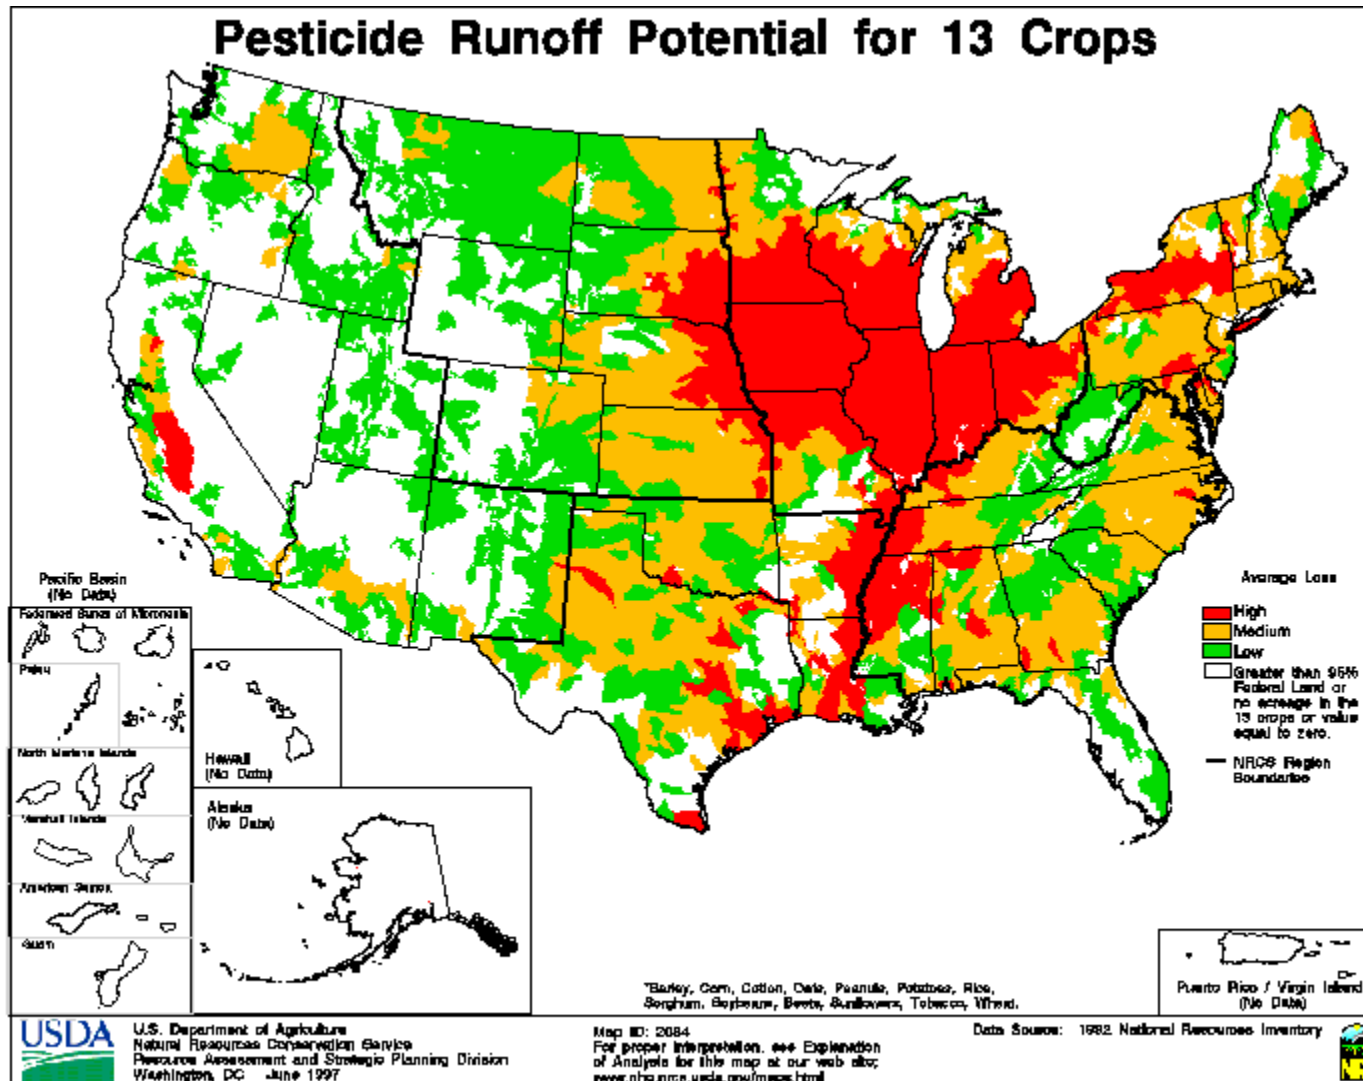 Pesticide Runoff Potential for 13 Crops
Pacific Basin
(No Data)
Federated States of Micronesia
Palau
North Mariana Islands
Marshall Islands
American Samoa
Guam
Hawaii
(No Data)
Alaska
(No Data)
Average Loss
High
Medium
Low
Greater than 95%
Federal Land or
no acreage in the
13 crops or value
equal to zero.
NRCS Region
Boundaries
Puerto Rico / Virgin Island
(No Data)
*Barley, Corn, Cotton, Oats, Peanuts, Potatoes, Rice,
Sorghum, Soybeans, Beets, Sunflowers, Tobacco, Wheat.
USDA
U.S. Department of Agriculture
Natural Resources Conservation Service
Resource Assessment and Strategic Planning Division
Washington, DC June 1997
Map ID: 2084
For proper interpretation, see Explanation
of Analysis for this map at our web site:
Data Source: 1992 National Resources Inventory